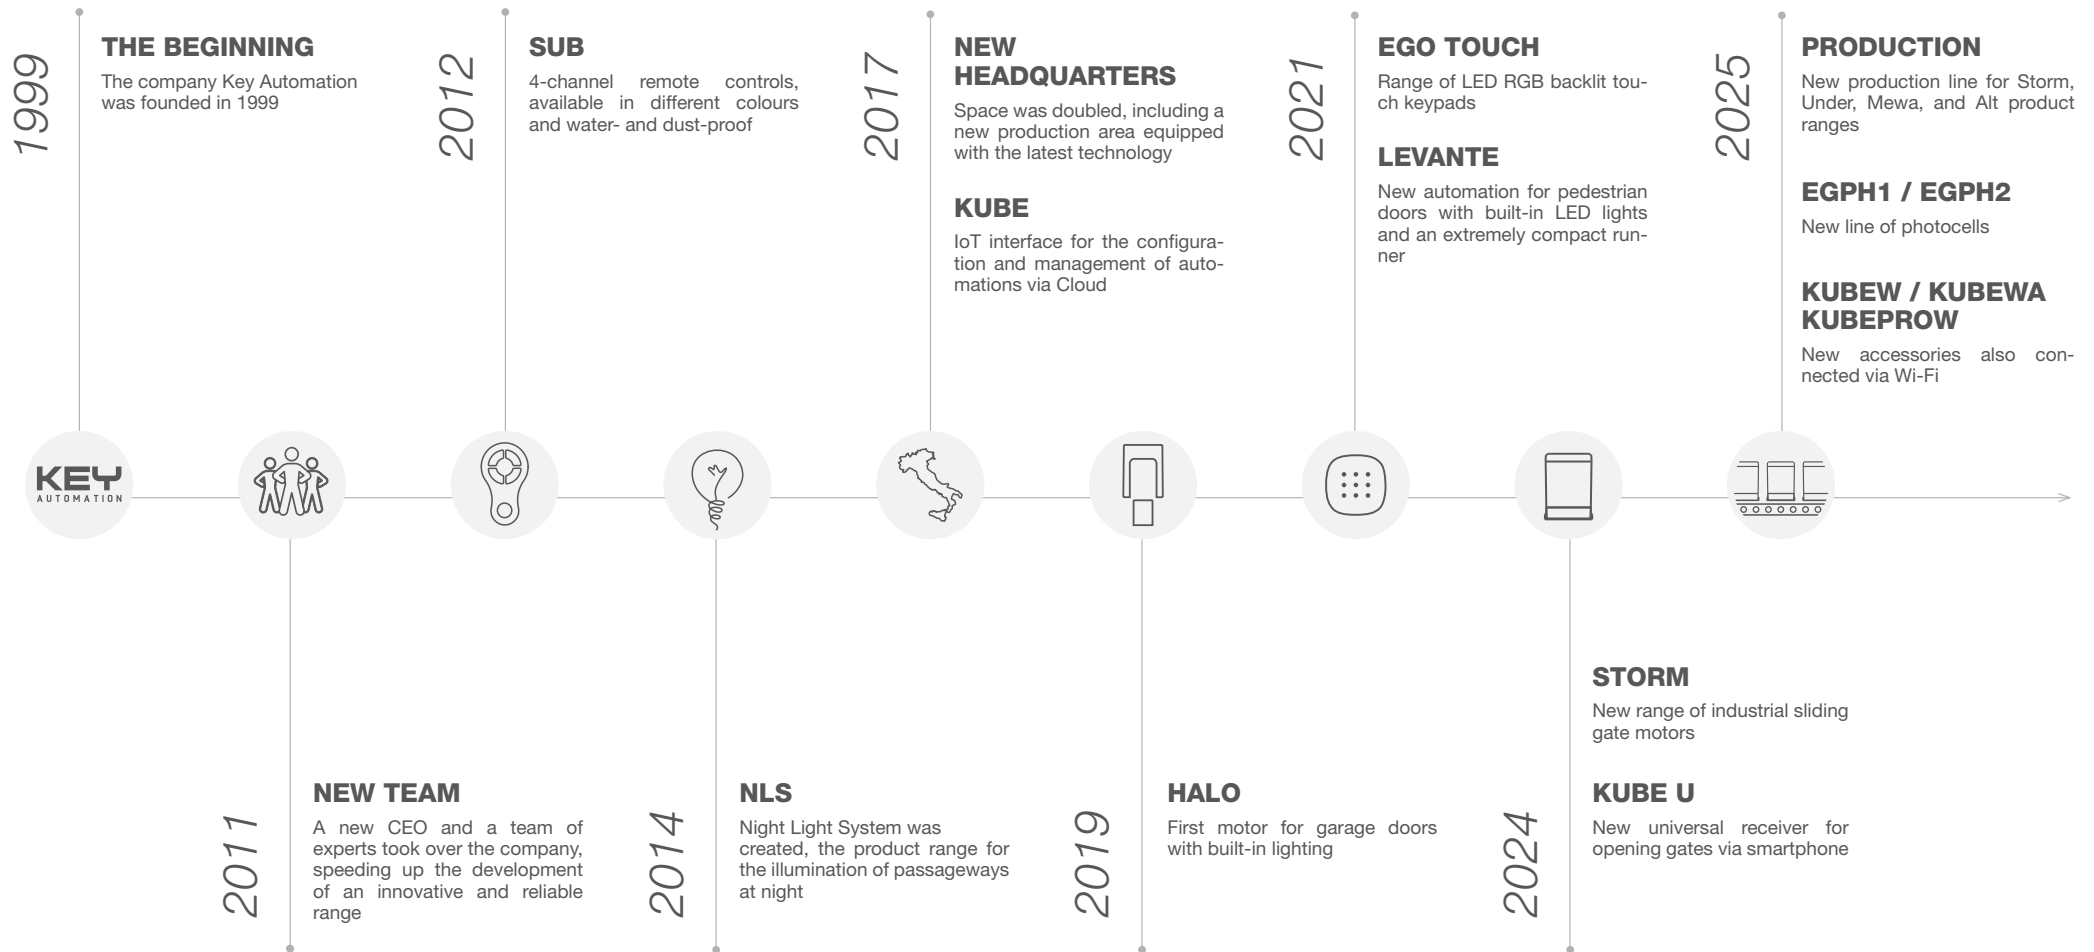 1999
THE BEGINNING
The company Key Automation
was founded in 1999
2012
SUB
4-channel remote controls,
available in different colours
and water- and dust-proof
2017
NEW
HEADQUARTERS
Space was doubled, including a
new production area equipped
with the latest technology
KUBE
IoT interface for the configura-
tion and management of auto-
mations via Cloud
2021
EGO TOUCH
Range of LED RGB backlit tou-
ch keypads
LEVANTE
New automation for pedestrian
doors with built-in LED lights
and an extremely compact run-
ner
2025
PRODUCTION
New production line for Storm,
Under, Mewa, and Alt product
ranges
EGPH1 / EGPH2
New line of photocells
KUBEW / KUBEWA
KUBEPROW
New accessories also con-
nected via Wi-Fi
KEY
AUTOMATION
2011
NEW TEAM
A new CEO and a team of
experts took over the company,
speeding up the development
of an innovative and reliable
range
2014
NLS
Night Light System was
created, the product range for
the illumination of passageways
at night
2019
HALO
First motor for garage doors
with built-in lighting
2024
STORM
New range of industrial sliding
gate motors
KUBE U
New universal receiver for
opening gates via smartphone